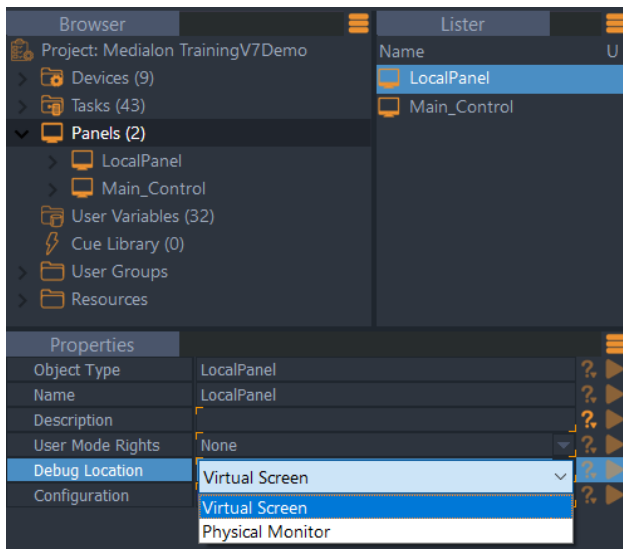 Browser
Project: Medialon TrainingV7Demo
Devices (9)
Tasks (43)
Panels (2)
LocalPanel
Main_Control
User Variables (32)
Cue Library (0)
User Groups
Resources
Lister
Name U
LocalPanel
Main_Control
Properties
Object Type LocalPanel
Name LocalPanel
Description
User Mode Rights None
Debug Location Virtual Screen
Configuration
Virtual Screen
Physical Monitor